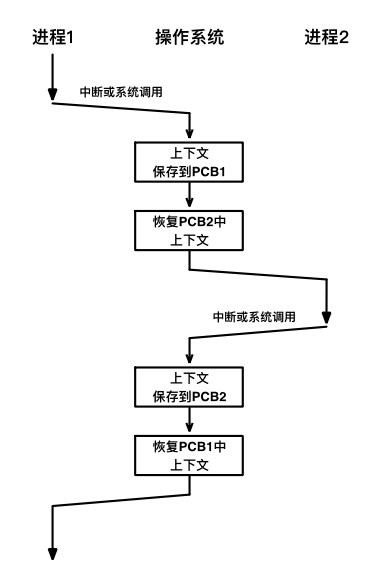 进程1 操作系统 进程2
中断或系统调用
上下文
保存到PCB1
恢复PCB2中
上下文
中断或系统调用
上下文
保存到PCB2
恢复PCB1中
上下文